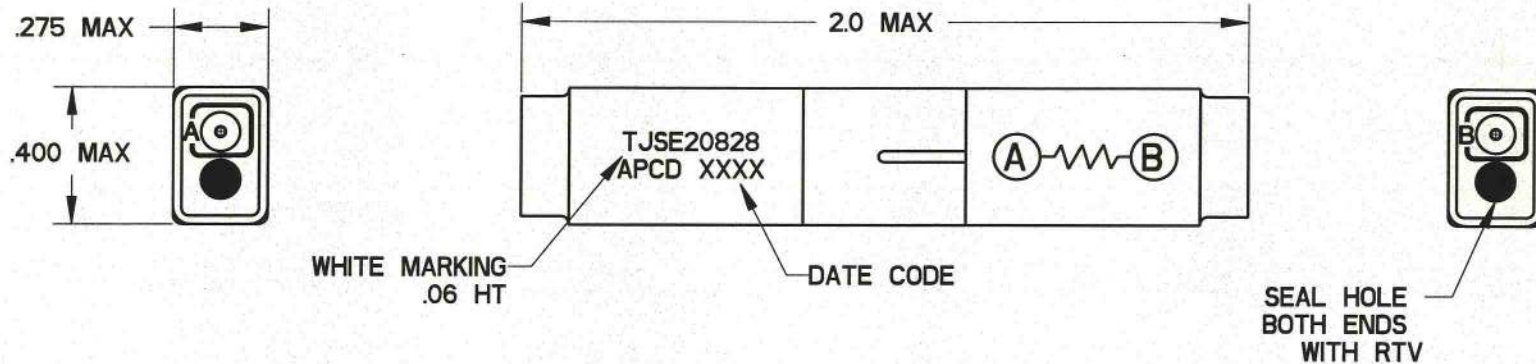 .275 MAX
2.0 MAX
.400 MAX
A
TJSE20828
APCD XXXX
A B
B
WHITE MARKING
.06 HT
DATE CODE
SEAL HOLE
BOTH ENDS
WITH RTV